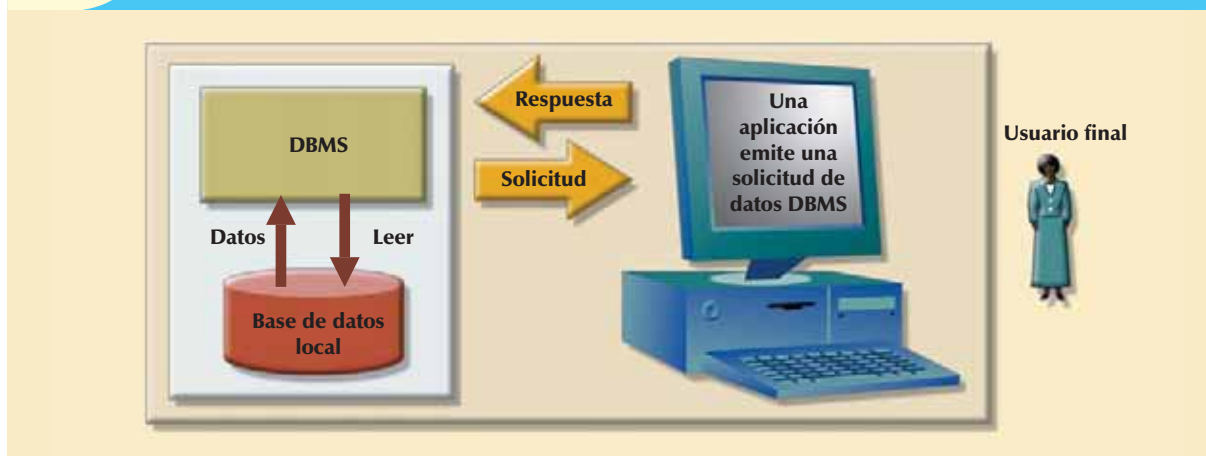 Respuesta
Solicitud
DBMS
Datos
Leer
Base de datos
local
Una
aplicación
emite una
solicitud de
datos DBMS
Usuario final